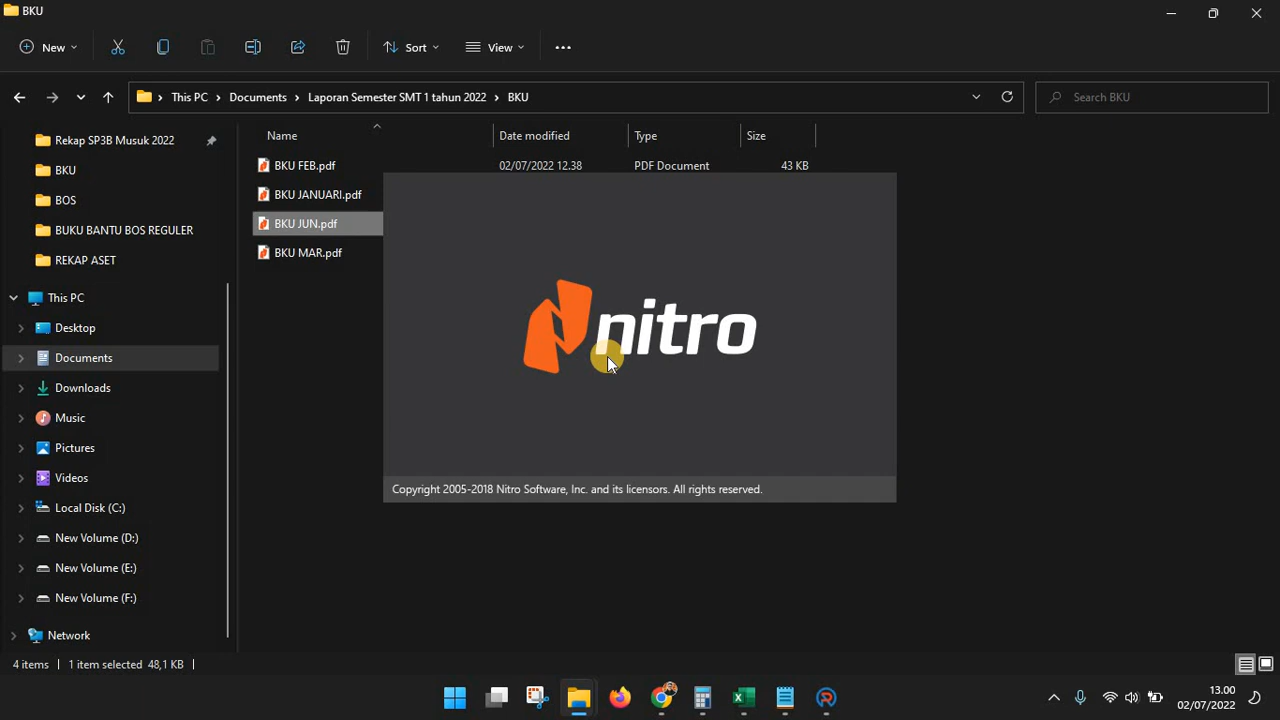 BKU
New
Sort
View
This PC > Documents > Laporan Semester SMT 1 tahun 2022 > BKU
Search BKU
Rekap SP3B Musuk 2022
BKU
BOS
BUKU BANTU BOS REGULER
REKAP ASET
This PC
Desktop
Documents
Downloads
Music
Pictures
Videos
Local Disk (C:)
New Volume (D:)
New Volume (E:)
New Volume (F:)
Network
Name Date modified Type Size
BKU FEB.pdf 02/07/2022 12.38 PDF Document 43 KB
BKU JANUARI.pdf
BKU JUN.pdf
BKU MAR.pdf
nitro
Copyright 2005-2018 Nitro Software, Inc. and its licensors. All rights reserved.
4 items 1 item selected 48,1 KB
13.00
02/07/2022